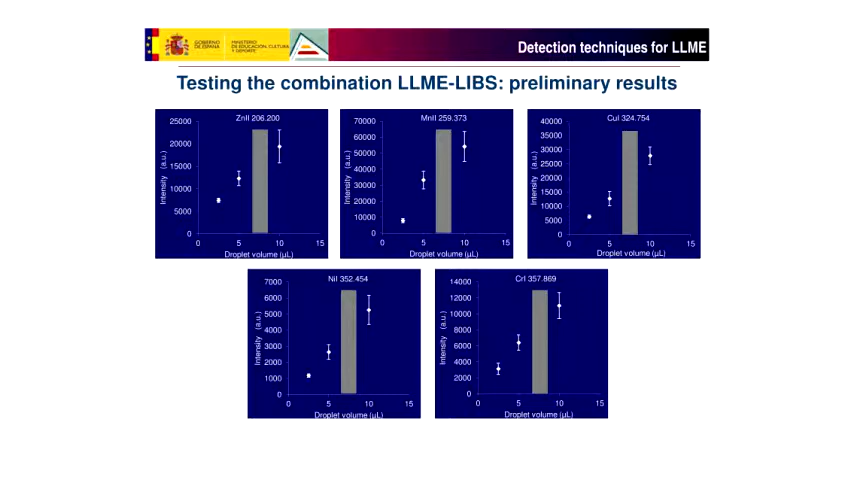 GOBIERNO
DE ESPAÑA
MINISTERIO
DE EDUCACIÓN, CULTURA
Y DEPORTE
Detection techniques for LLME
Testing the combination LLME-LIBS: preliminary results
ZnII 206.200
25000
20000
15000
10000
5000
0
Intensity (a.u.)
0 5 10 15
Droplet volume (µL)
MnII 259.373
70000
60000
50000
40000
30000
20000
10000
0
Intensity (a.u.)
0 5 10 15
Droplet volume (µL)
CuI 324.754
40000
35000
30000
25000
20000
15000
10000
5000
0
Intensity (a.u.)
0 5 10 15
Droplet volume (µL)
NiI 352.454
7000
6000
5000
4000
3000
2000
1000
0
Intensity (a.u.)
0 5 10 15
Droplet volume (µL)
CrI 357.869
14000
12000
10000
8000
6000
4000
2000
0
Intensity (a.u.)
0 5 10 15
Droplet volume (µL)